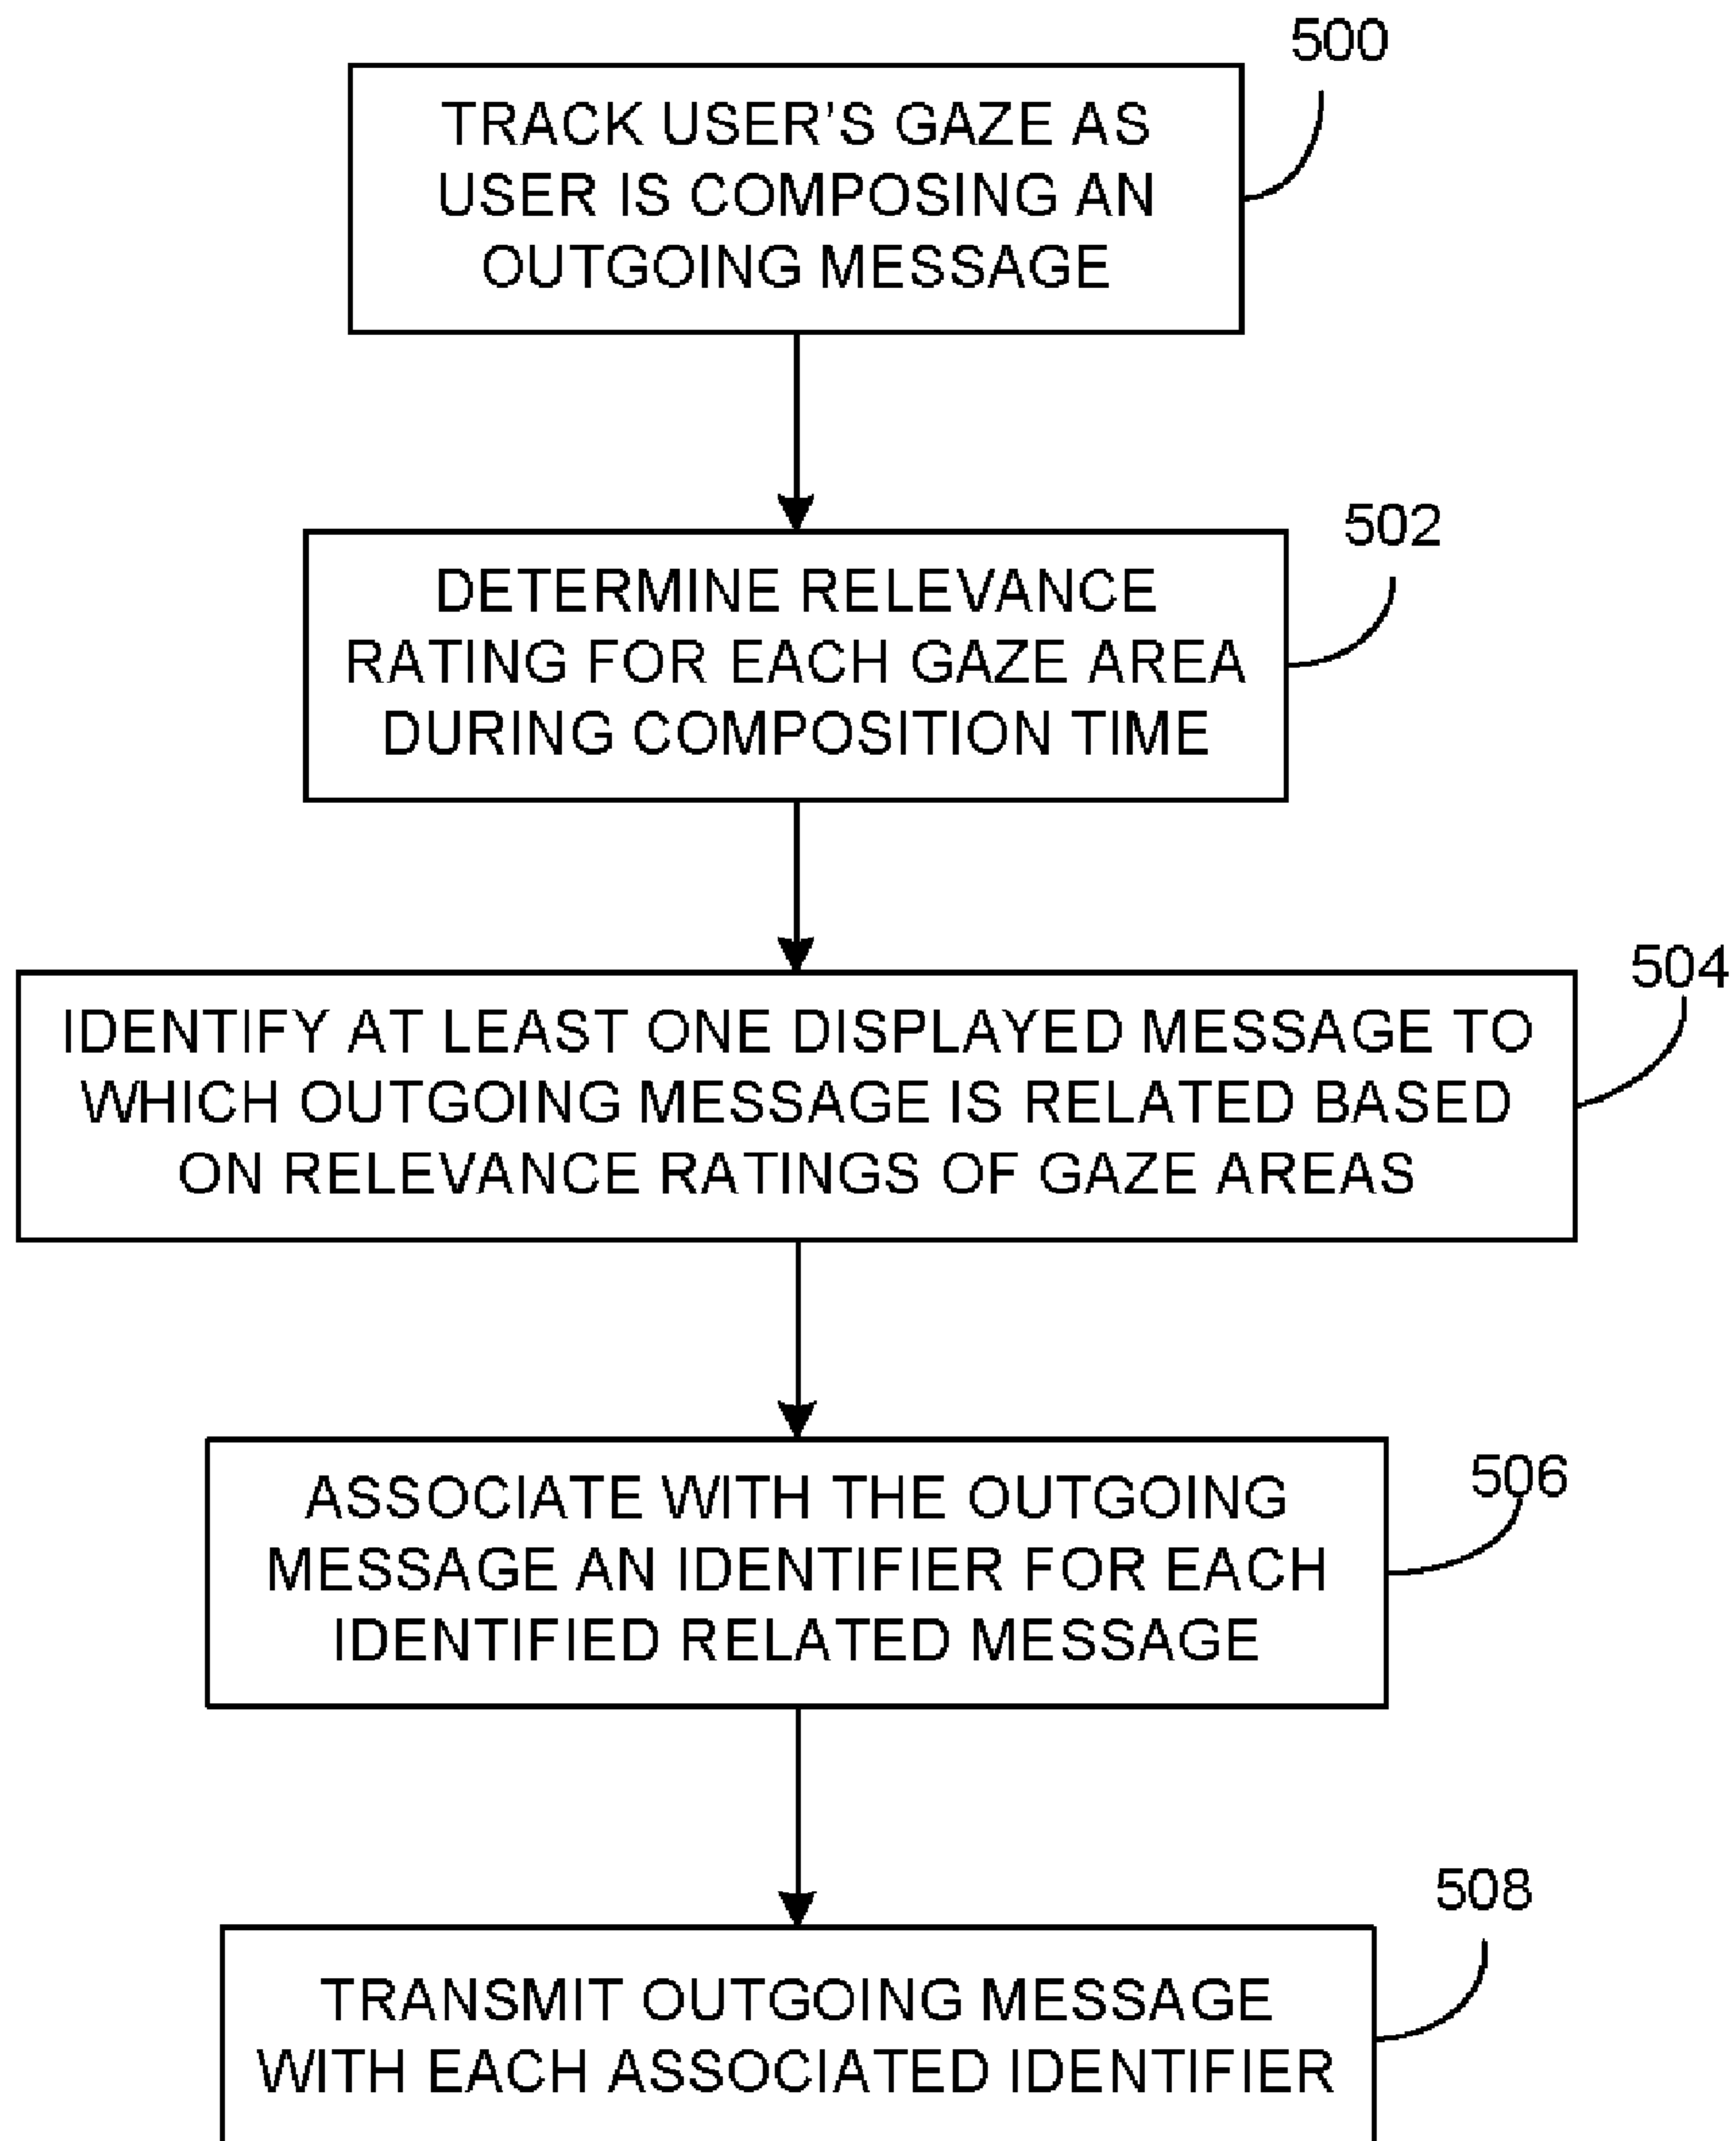 500
TRACK USER'S GAZE AS
USER IS COMPOSING AN
OUTGOING MESSAGE
502
DETERMINE RELEVANCE
RATING FOR EACH GAZE AREA
DURING COMPOSITION TIME
504
IDENTIFY AT LEAST ONE DISPLAYED MESSAGE TO
WHICH OUTGOING MESSAGE IS RELATED BASED
ON RELEVANCE RATINGS OF GAZE AREAS
506
ASSOCIATE WITH THE OUTGOING
MESSAGE AN IDENTIFIER FOR EACH
IDENTIFIED RELATED MESSAGE
508
TRANSMIT OUTGOING MESSAGE
WITH EACH ASSOCIATED IDENTIFIER